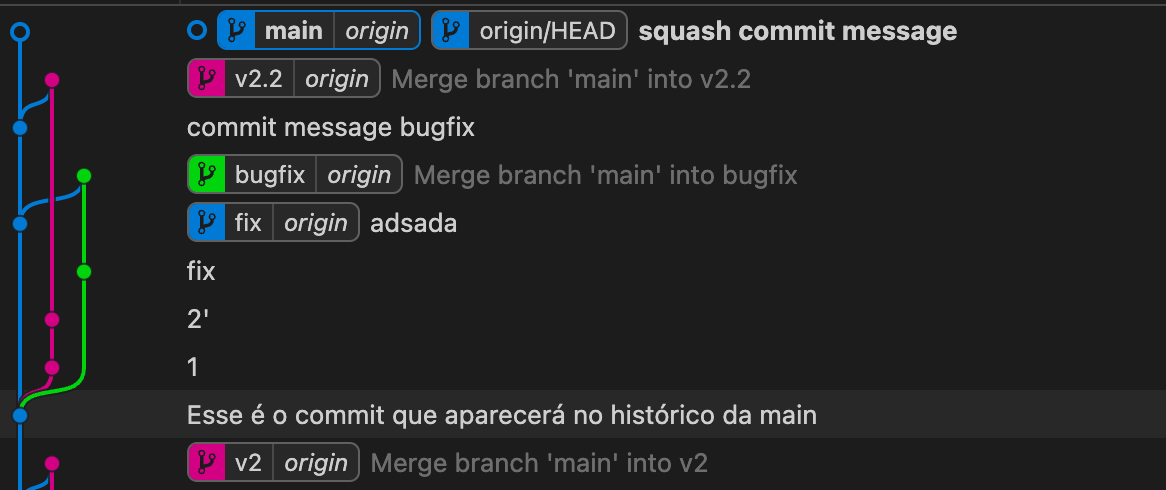 main origin origin/HEAD squash commit message
v2.2 origin Merge branch 'main' into v2.2
commit message bugfix
bugfix origin Merge branch 'main' into bugfix
fix origin adsada
fix
2'
1
Esse é o commit que aparecerá no histórico da main
v2 origin Merge branch 'main' into v2